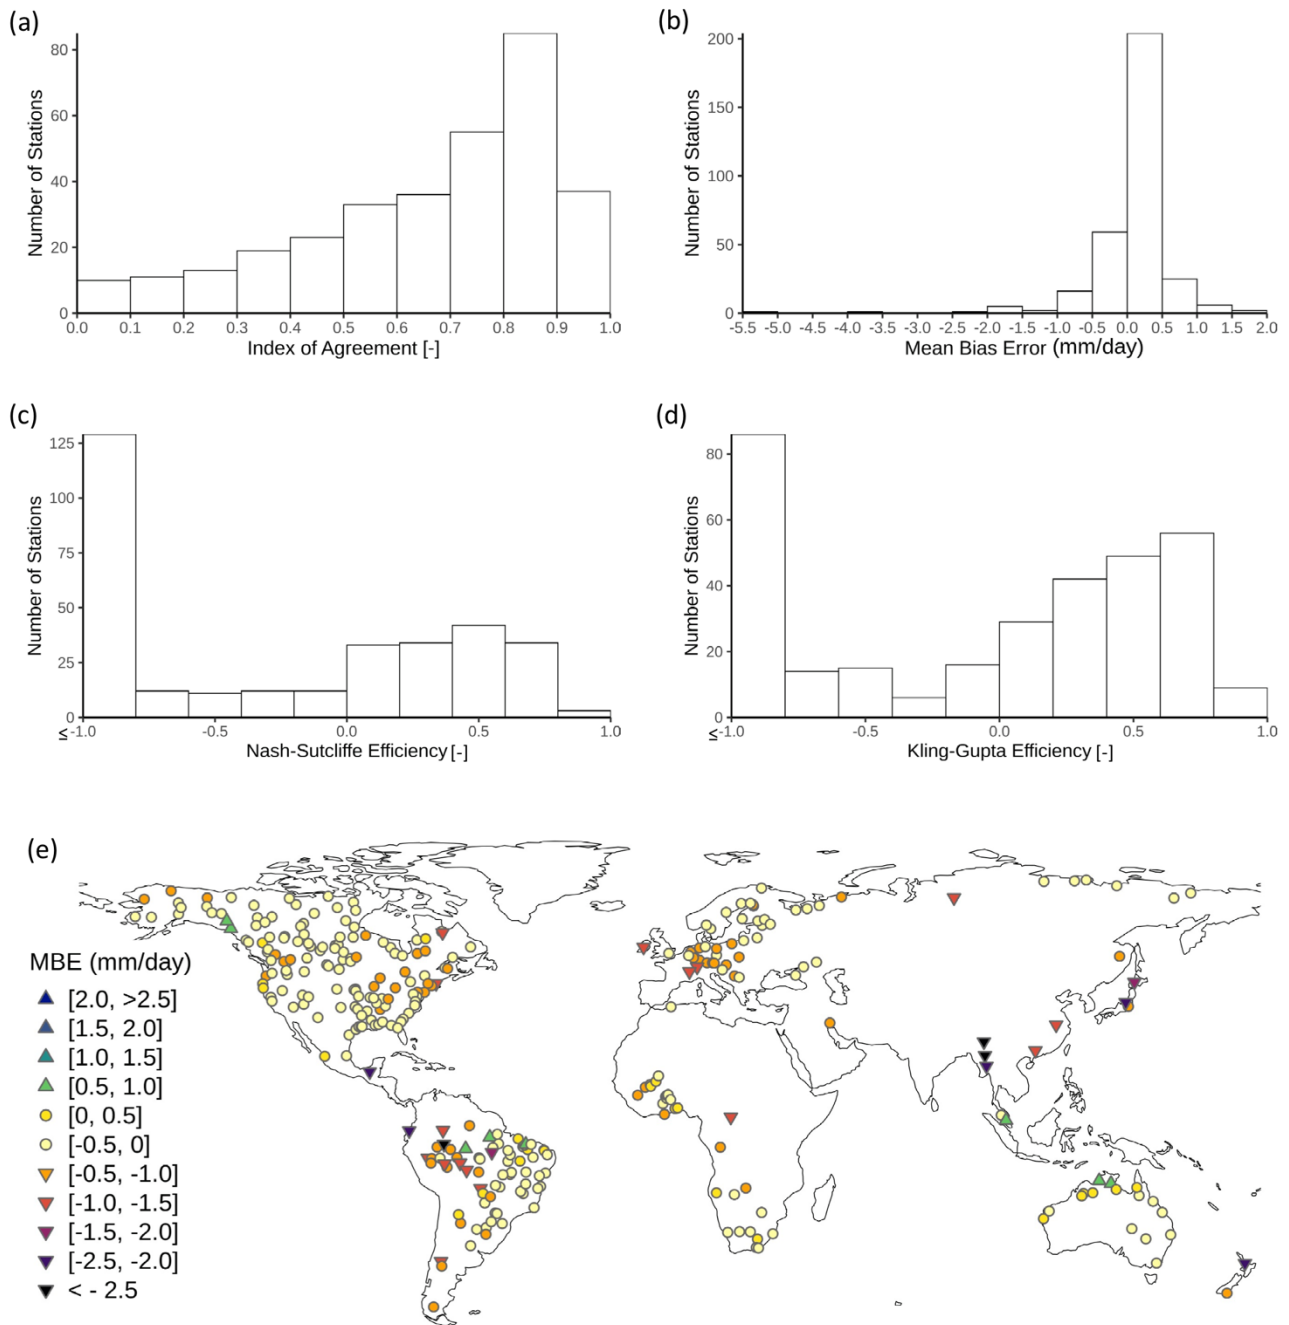 (a)
Number of Stations
80
60
40
20
0
0.0 0.1 0.2 0.3 0.4 0.5 0.6 0.7 0.8 0.9 1.0
Index of Agreement [-]
(b)
Number of Stations
200
150
100
50
0
-5.5 -5.0 -4.5 -4.0 -3.5 -3.0 -2.5 -2.0 -1.5 -1.0 -0.5 0.0 0.5 1.0 1.5 2.0
Mean Bias Error (mm/day)
(c)
Number of Stations
125
100
75
50
25
0
≤-1.0 -0.5 0.0 0.5 1.0
Nash-Sutcliffe Efficiency [-]
(d)
Number of Stations
80
60
40
20
0
≤-1.0 -0.5 0.0 0.5 1.0
Kling-Gupta Efficiency [-]
(e)
MBE (mm/day)
[2.0, >2.5]
[1.5, 2.0]
[1.0, 1.5]
[0.5, 1.0]
[0, 0.5]
[-0.5, 0]
[-0.5, -1.0]
[-1.0, -1.5]
[-1.5, -2.0]
[-2.5, -2.0]
< - 2.5